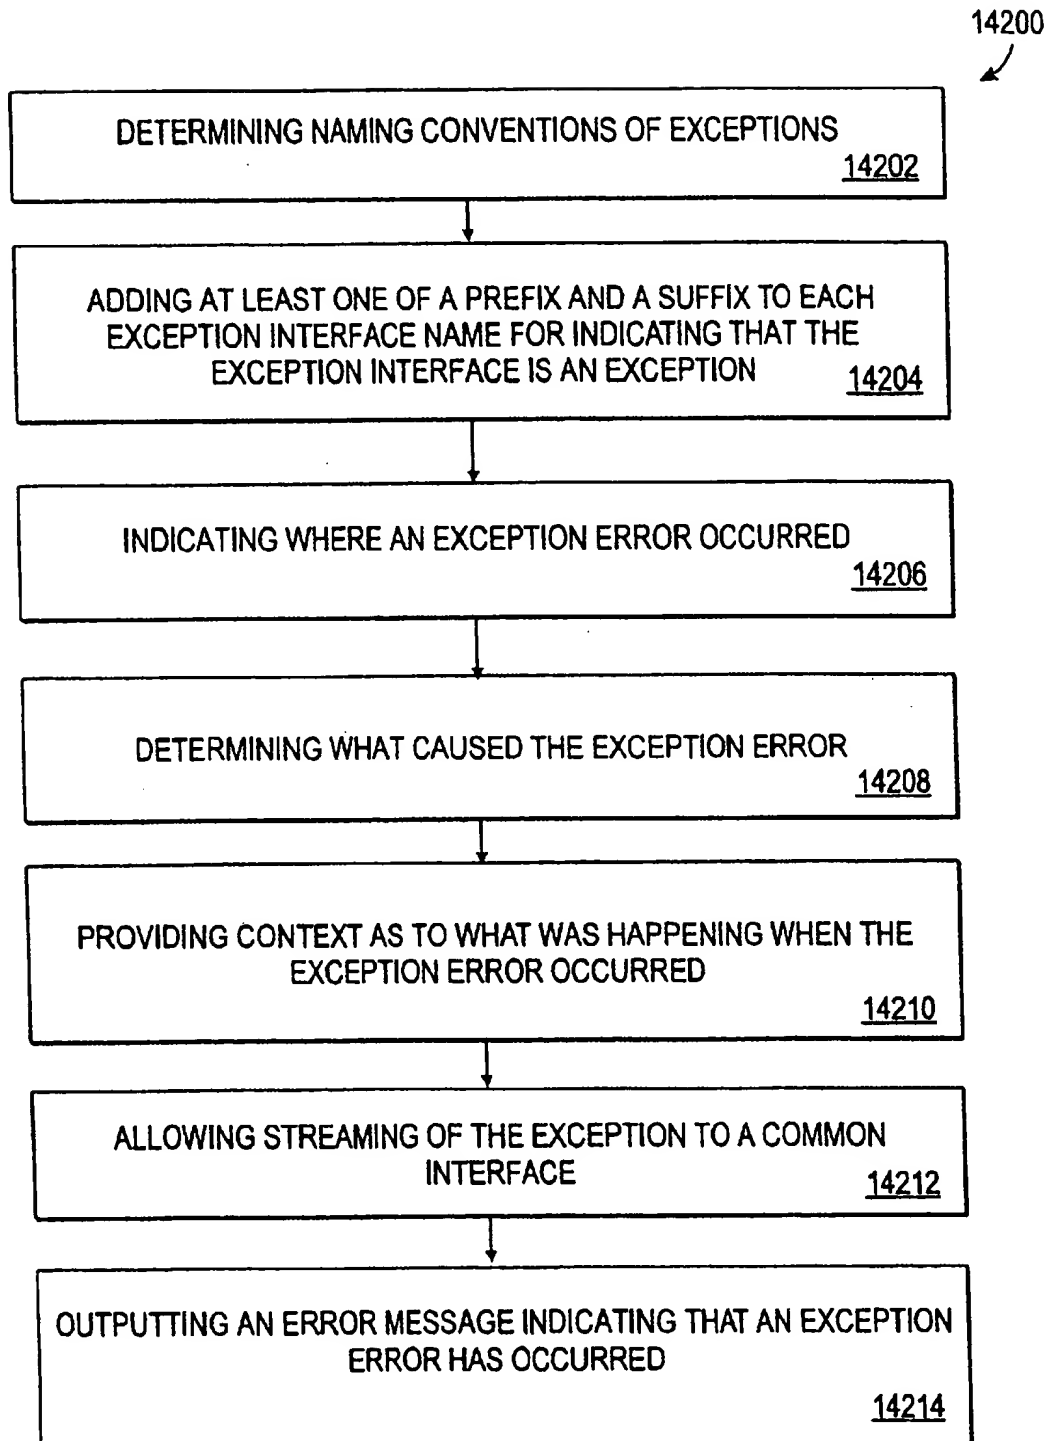 14200
DETERMINING NAMING CONVENTIONS OF EXCEPTIONS
14202
ADDING AT LEAST ONE OF A PREFIX AND A SUFFIX TO EACH
EXCEPTION INTERFACE NAME FOR INDICATING THAT THE
EXCEPTION INTERFACE IS AN EXCEPTION
14204
INDICATING WHERE AN EXCEPTION ERROR OCCURRED
14206
DETERMINING WHAT CAUSED THE EXCEPTION ERROR
14208
PROVIDING CONTEXT AS TO WHAT WAS HAPPENING WHEN THE
EXCEPTION ERROR OCCURRED
14210
ALLOWING STREAMING OF THE EXCEPTION TO A COMMON
INTERFACE
14212
OUTPUTTING AN ERROR MESSAGE INDICATING THAT AN EXCEPTION
ERROR HAS OCCURRED
14214